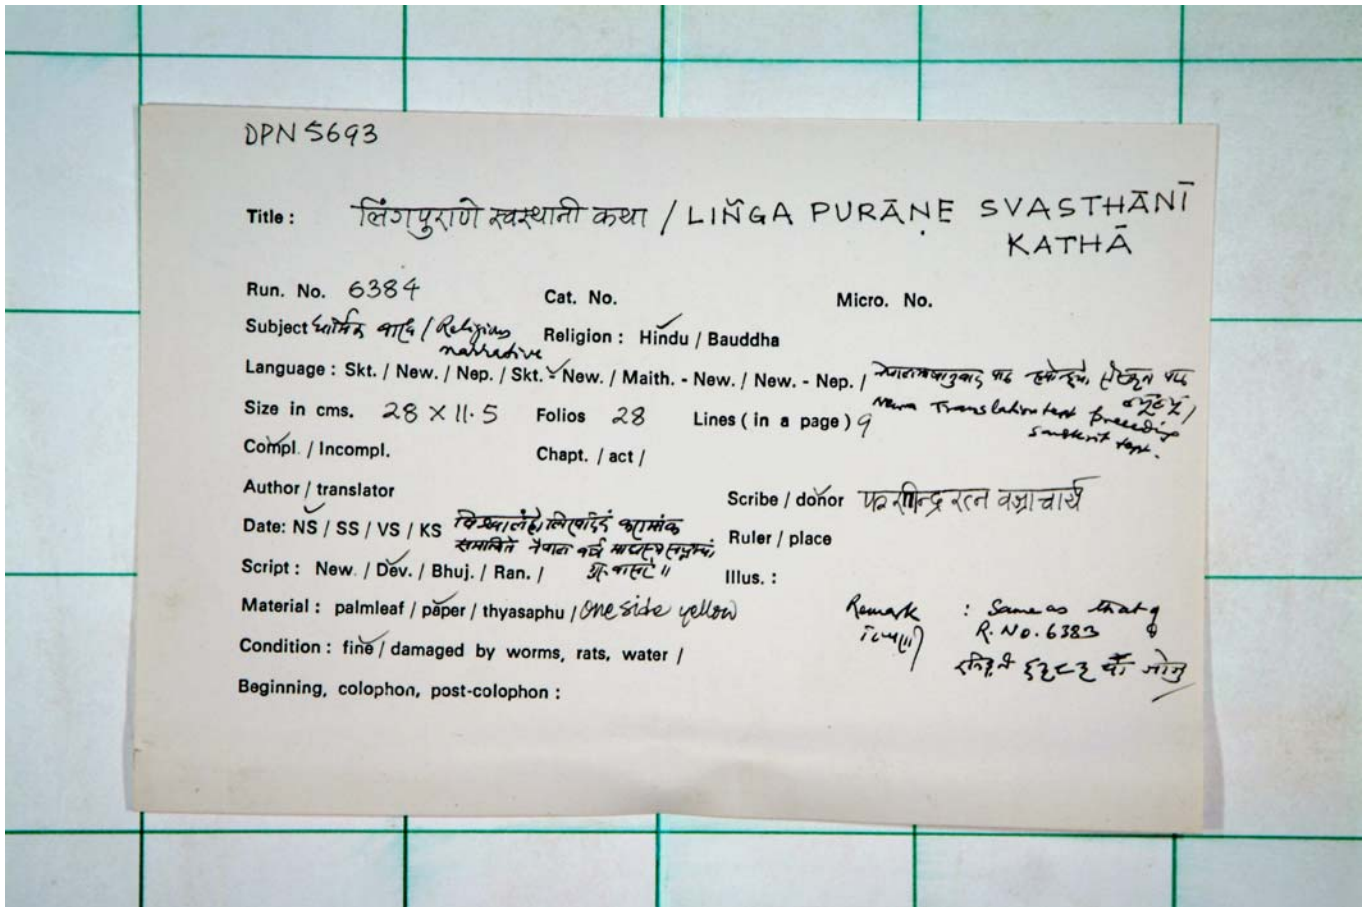 DPN 5693
Title : लिंगपुराणे स्वस्थानी कथा / LIṄGA PURĀṆE SVASTHĀNĪ
KATHĀ
Run. No. 6384 Cat. No. Micro. No.
Subject धार्मिक / Religious Religion : Hindu / Bauddha
narrative
Language : Skt. / New. / Nep. / Skt. - New. / Maith. - New. / New. - Nep. /
Newa Translation text preceding
Sanskrit text.
Size in cms. 28 X 11.5 Folios 28 Lines ( in a page ) 9
Compl. / Incompl. Chapt. / act /
Author / translator Scribe / donor रत्न वज्राचार्य
Date: NS / SS / VS / KS Ruler / place
Script : New. / Dev. / Bhuj. / Ran. / Illus. :
Material : palmleaf / paper / thyasaphu / one side yellow
Remark : Same as that of
R. No. 6383
Condition : fine / damaged by worms, rats, water /
६३८३
Beginning, colophon, post-colophon :